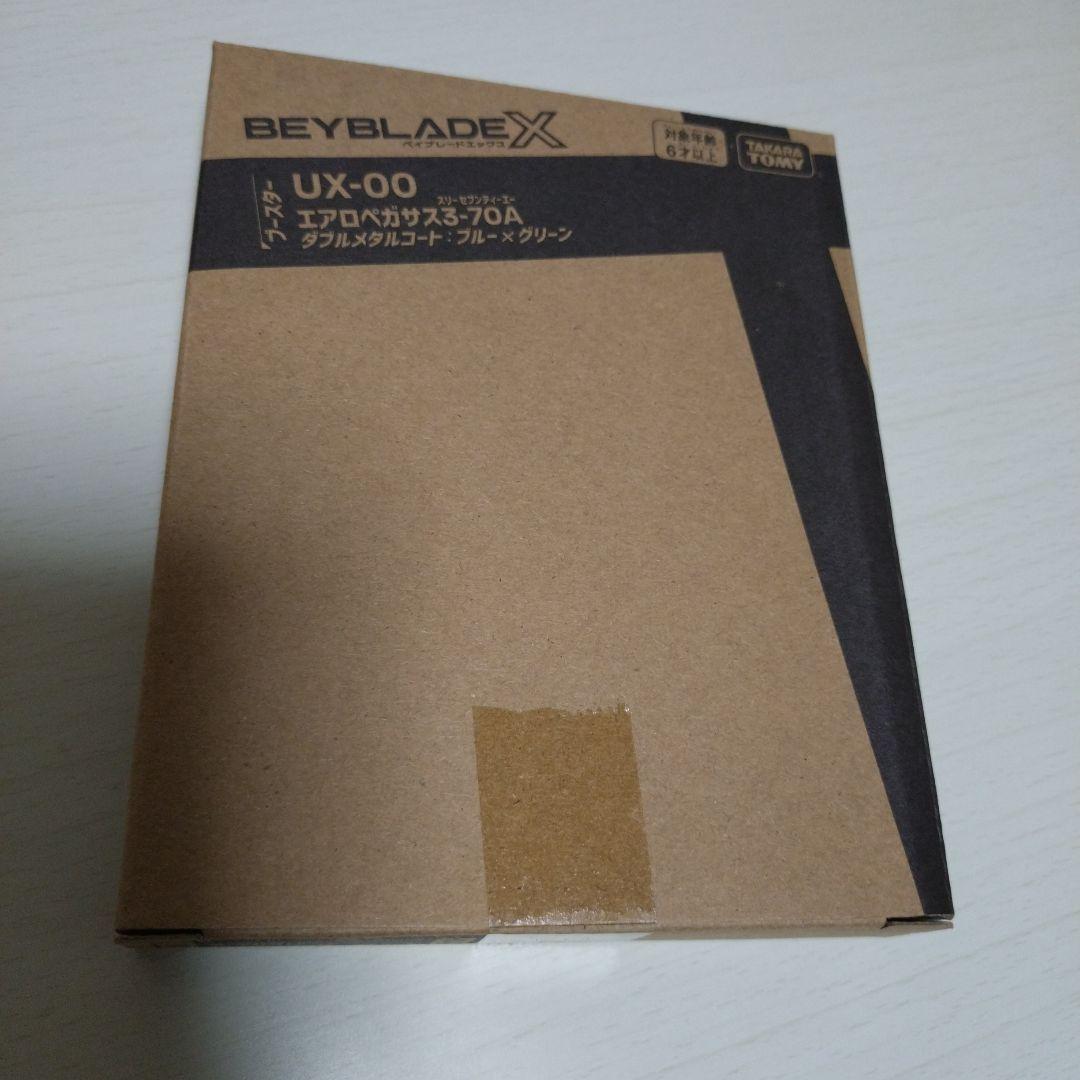 BEYBLADE X
ベイブレードエックス
対象年齢
6才以上
TAKARA
TOMY
ブースター
UX-00
スリーセブンティーエー
エアロペガサス3-70A
ダブルメタルコート:ブルー×グリーン